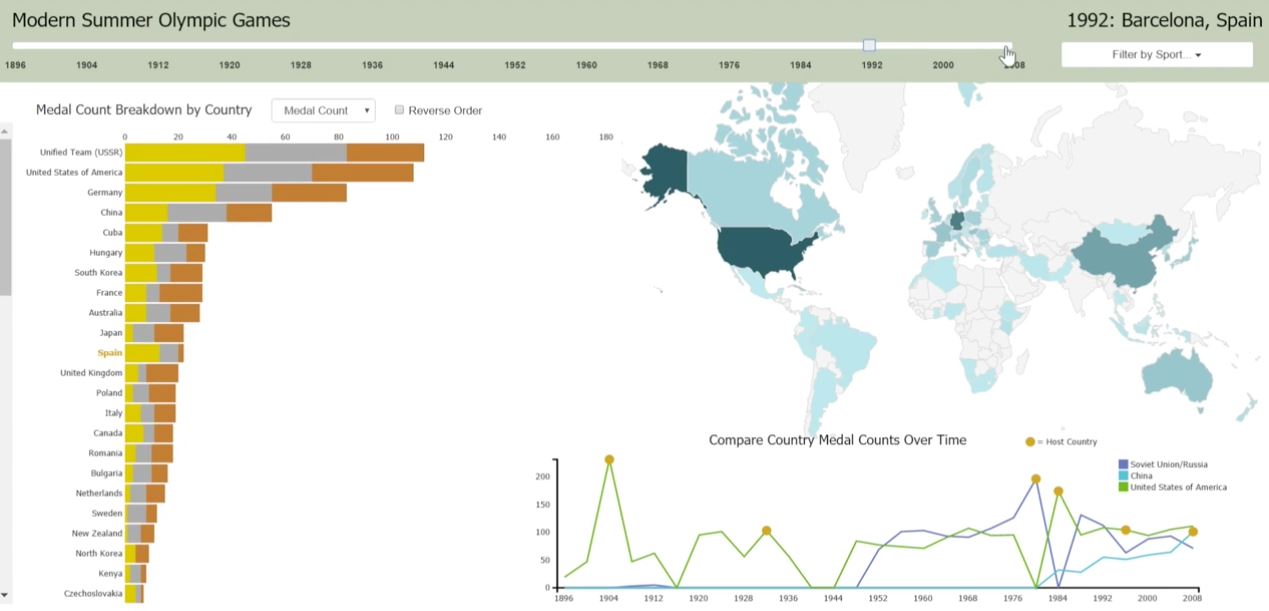 Modern Summer Olympic Games
1992: Barcelona, Spain
Filter by Sport...
1896 1904 1912 1920 1928 1936 1944 1952 1960 1968 1976 1984 1992 2000 08
Medal Count Breakdown by Country
Medal Count
Reverse Order
0 20 40 60 80 100 120 140 160 180
Unified Team (USSR)
United States of America
Germany
China
Cuba
Hungary
South Korea
France
Australia
Japan
Spain
United Kingdom
Poland
Italy
Canada
Romania
Bulgaria
Netherlands
Sweden
New Zealand
North Korea
Kenya
Czechoslovakia
Compare Country Medal Counts Over Time
= Host Country
Soviet Union/Russia
China
United States of America
200
150
100
50
0
1896 1904 1912 1920 1928 1936 1944 1952 1960 1968 1976 1984 1992 2000 2008